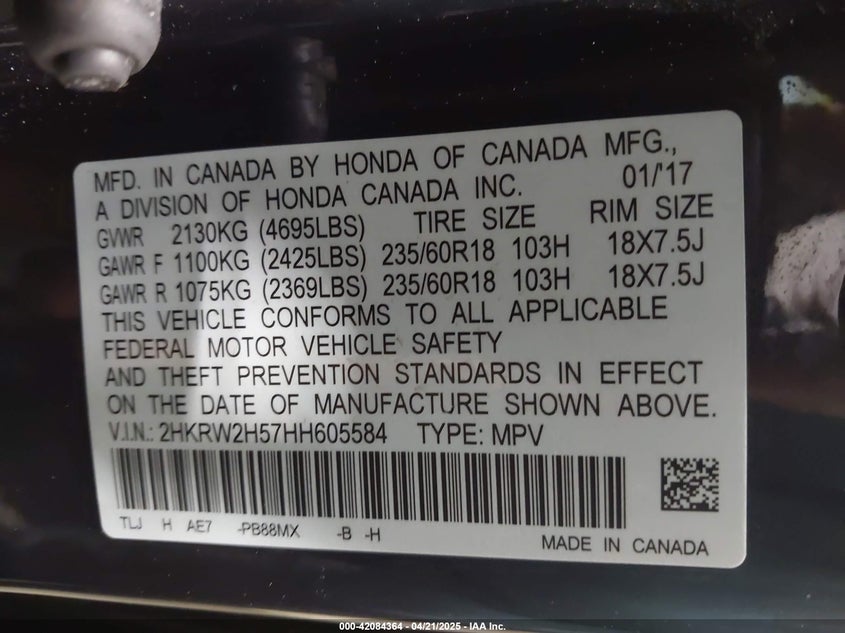 MFD. IN CANADA BY HONDA OF CANADA MFG.,
A DIVISION OF HONDA CANADA INC. 01/'17
GVWR 2130KG (4695LBS) TIRE SIZE RIM SIZE
GAWR F 1100KG (2425LBS) 235/60R18 103H 18X7.5J
GAWR R 1075KG (2369LBS) 235/60R18 103H 18X7.5J
THIS VEHICLE CONFORMS TO ALL APPLICABLE
FEDERAL MOTOR VEHICLE SAFETY
AND THEFT PREVENTION STANDARDS IN EFFECT
ON THE DATE OF MANUFACTURE SHOWN ABOVE.
V.I.N.: 2HKRW2H57HH605584 TYPE: MPV
TLJ H AE7 -PB88MX -B -H
MADE IN CANADA
000-42084364 - 04/21/2025 - IAA Inc.